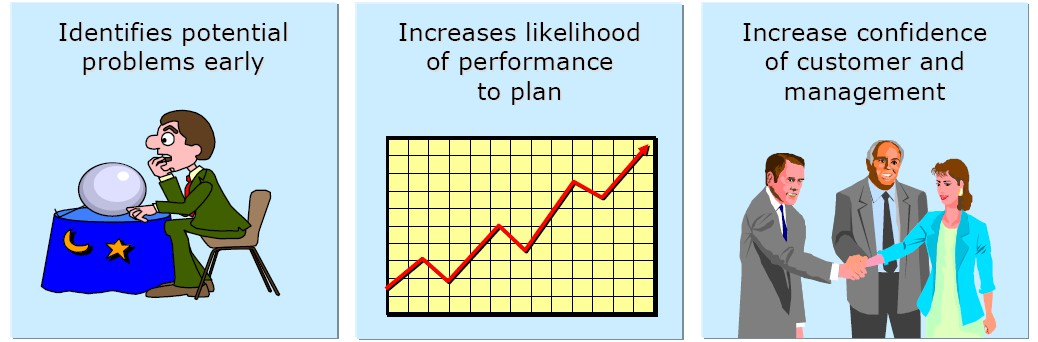 Identifies potential
problems early
Increases likelihood
of performance
to plan
Increase confidence
of customer and
management